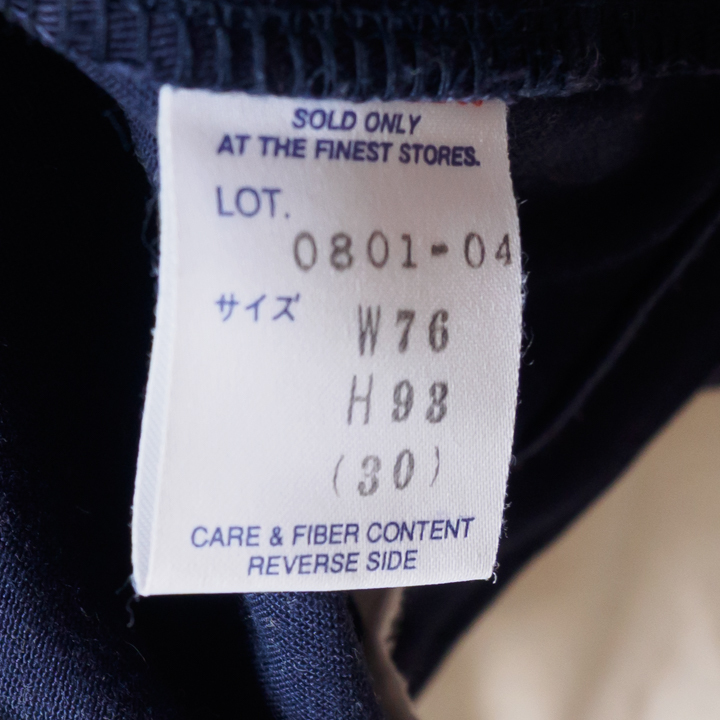 SOLD ONLY
AT THE FINEST STORES.
LOT.
0801-04
サイズ
W76
H93
(30)
CARE & FIBER CONTENT
REVERSE SIDE